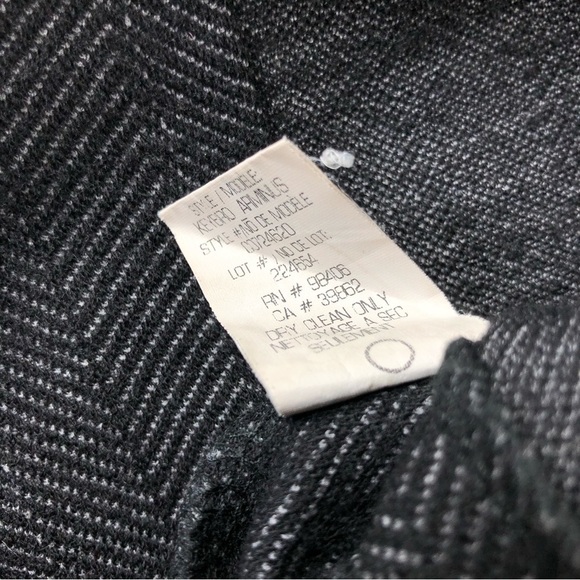 STYLE / MODELE:
KEYERO ARMINUS
STYLE #/NO DE MODELE
00724620
LOT # / NO DE LOT:
224654
RN # 98406
CA # 39862
DRY CLEAN ONLY
NETTOYAGE A SEC
SEULEMENT